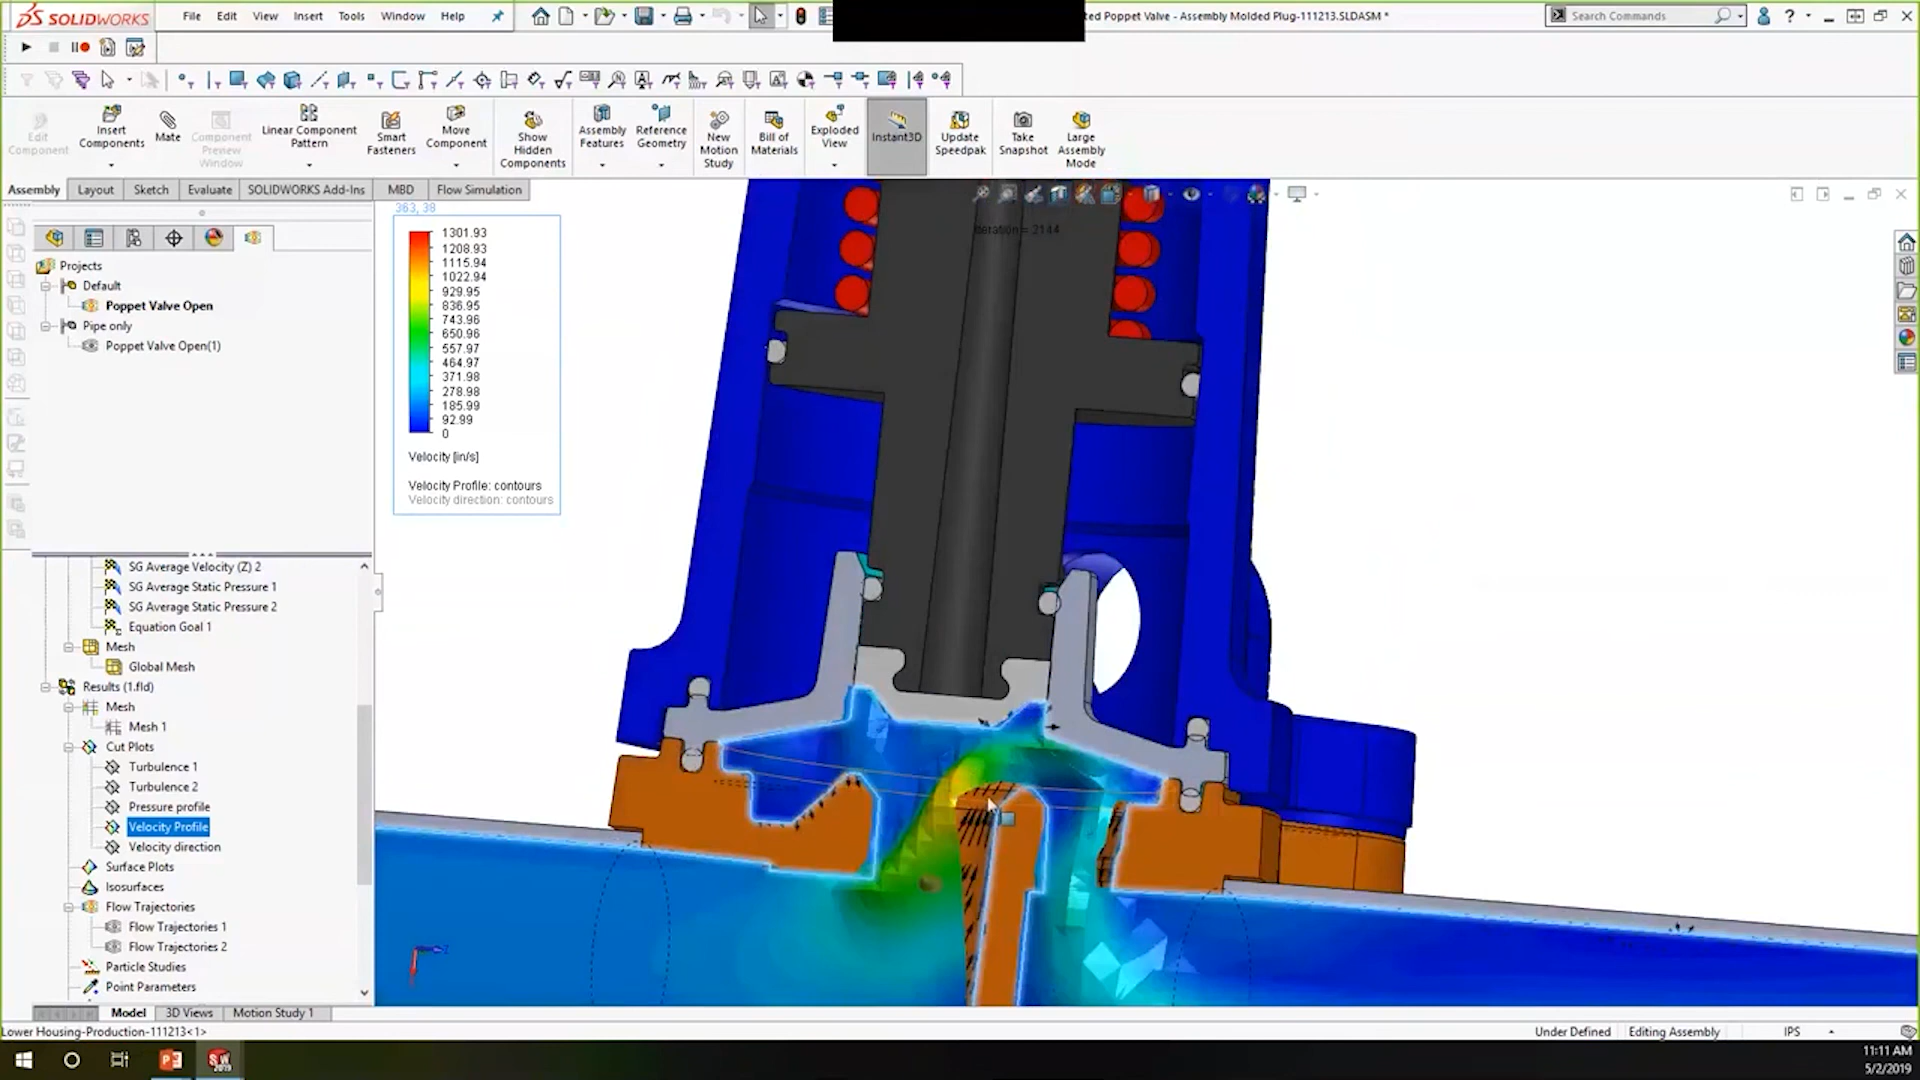 SOLIDWORKS
File Edit View Insert Tools Window Help
ted Poppet Valve - Assembly Molded Plug-111213.SLDASM *
Search Commands
Edit Component
Insert Components
Mate
Component Preview Window
Linear Component Pattern
Smart Fasteners
Move Component
Show Hidden Components
Assembly Features
Reference Geometry
New Motion Study
Bill of Materials
Exploded View
Instant3D
Update Speedpak
Take Snapshot
Large Assembly Mode
Assembly Layout Sketch Evaluate SOLIDWORKS Add-Ins MBD Flow Simulation
363, 38
1301.93
1208.93
1115.94
1022.94
929.95
836.95
743.96
650.96
557.97
464.97
371.98
278.98
185.99
92.99
0
Velocity [in/s]
Velocity Profile: contours
Velocity direction: contours
Iteration = 2144
Projects
Default
Poppet Valve Open
Pipe only
Poppet Valve Open(1)
SG Average Velocity (Z) 2
SG Average Static Pressure 1
SG Average Static Pressure 2
Equation Goal 1
Mesh
Global Mesh
Results (1.fld)
Mesh
Mesh 1
Cut Plots
Turbulence 1
Turbulence 2
Pressure profile
Velocity Profile
Velocity direction
Surface Plots
Isosurfaces
Flow Trajectories
Flow Trajectories 1
Flow Trajectories 2
Particle Studies
Point Parameters
Model 3D Views Motion Study 1
Lower Housing-Production-111213<1>
Under Defined Editing Assembly IPS
11:11 AM
5/2/2019